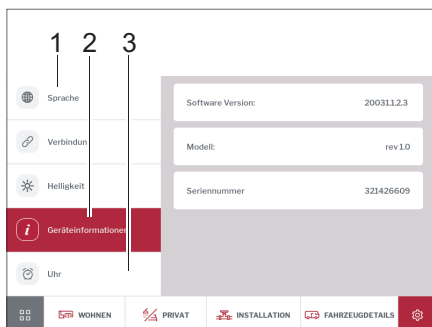 1 2 3
Sprache
Verbindun
Helligkeit
Geräteinformationen
Uhr
Software Version: 20031.1.2.3
Modell: rev 1.0
Seriennummer 321426609
WOHNEN PRIVAT INSTALLATION FAHRZEUGDETAILS